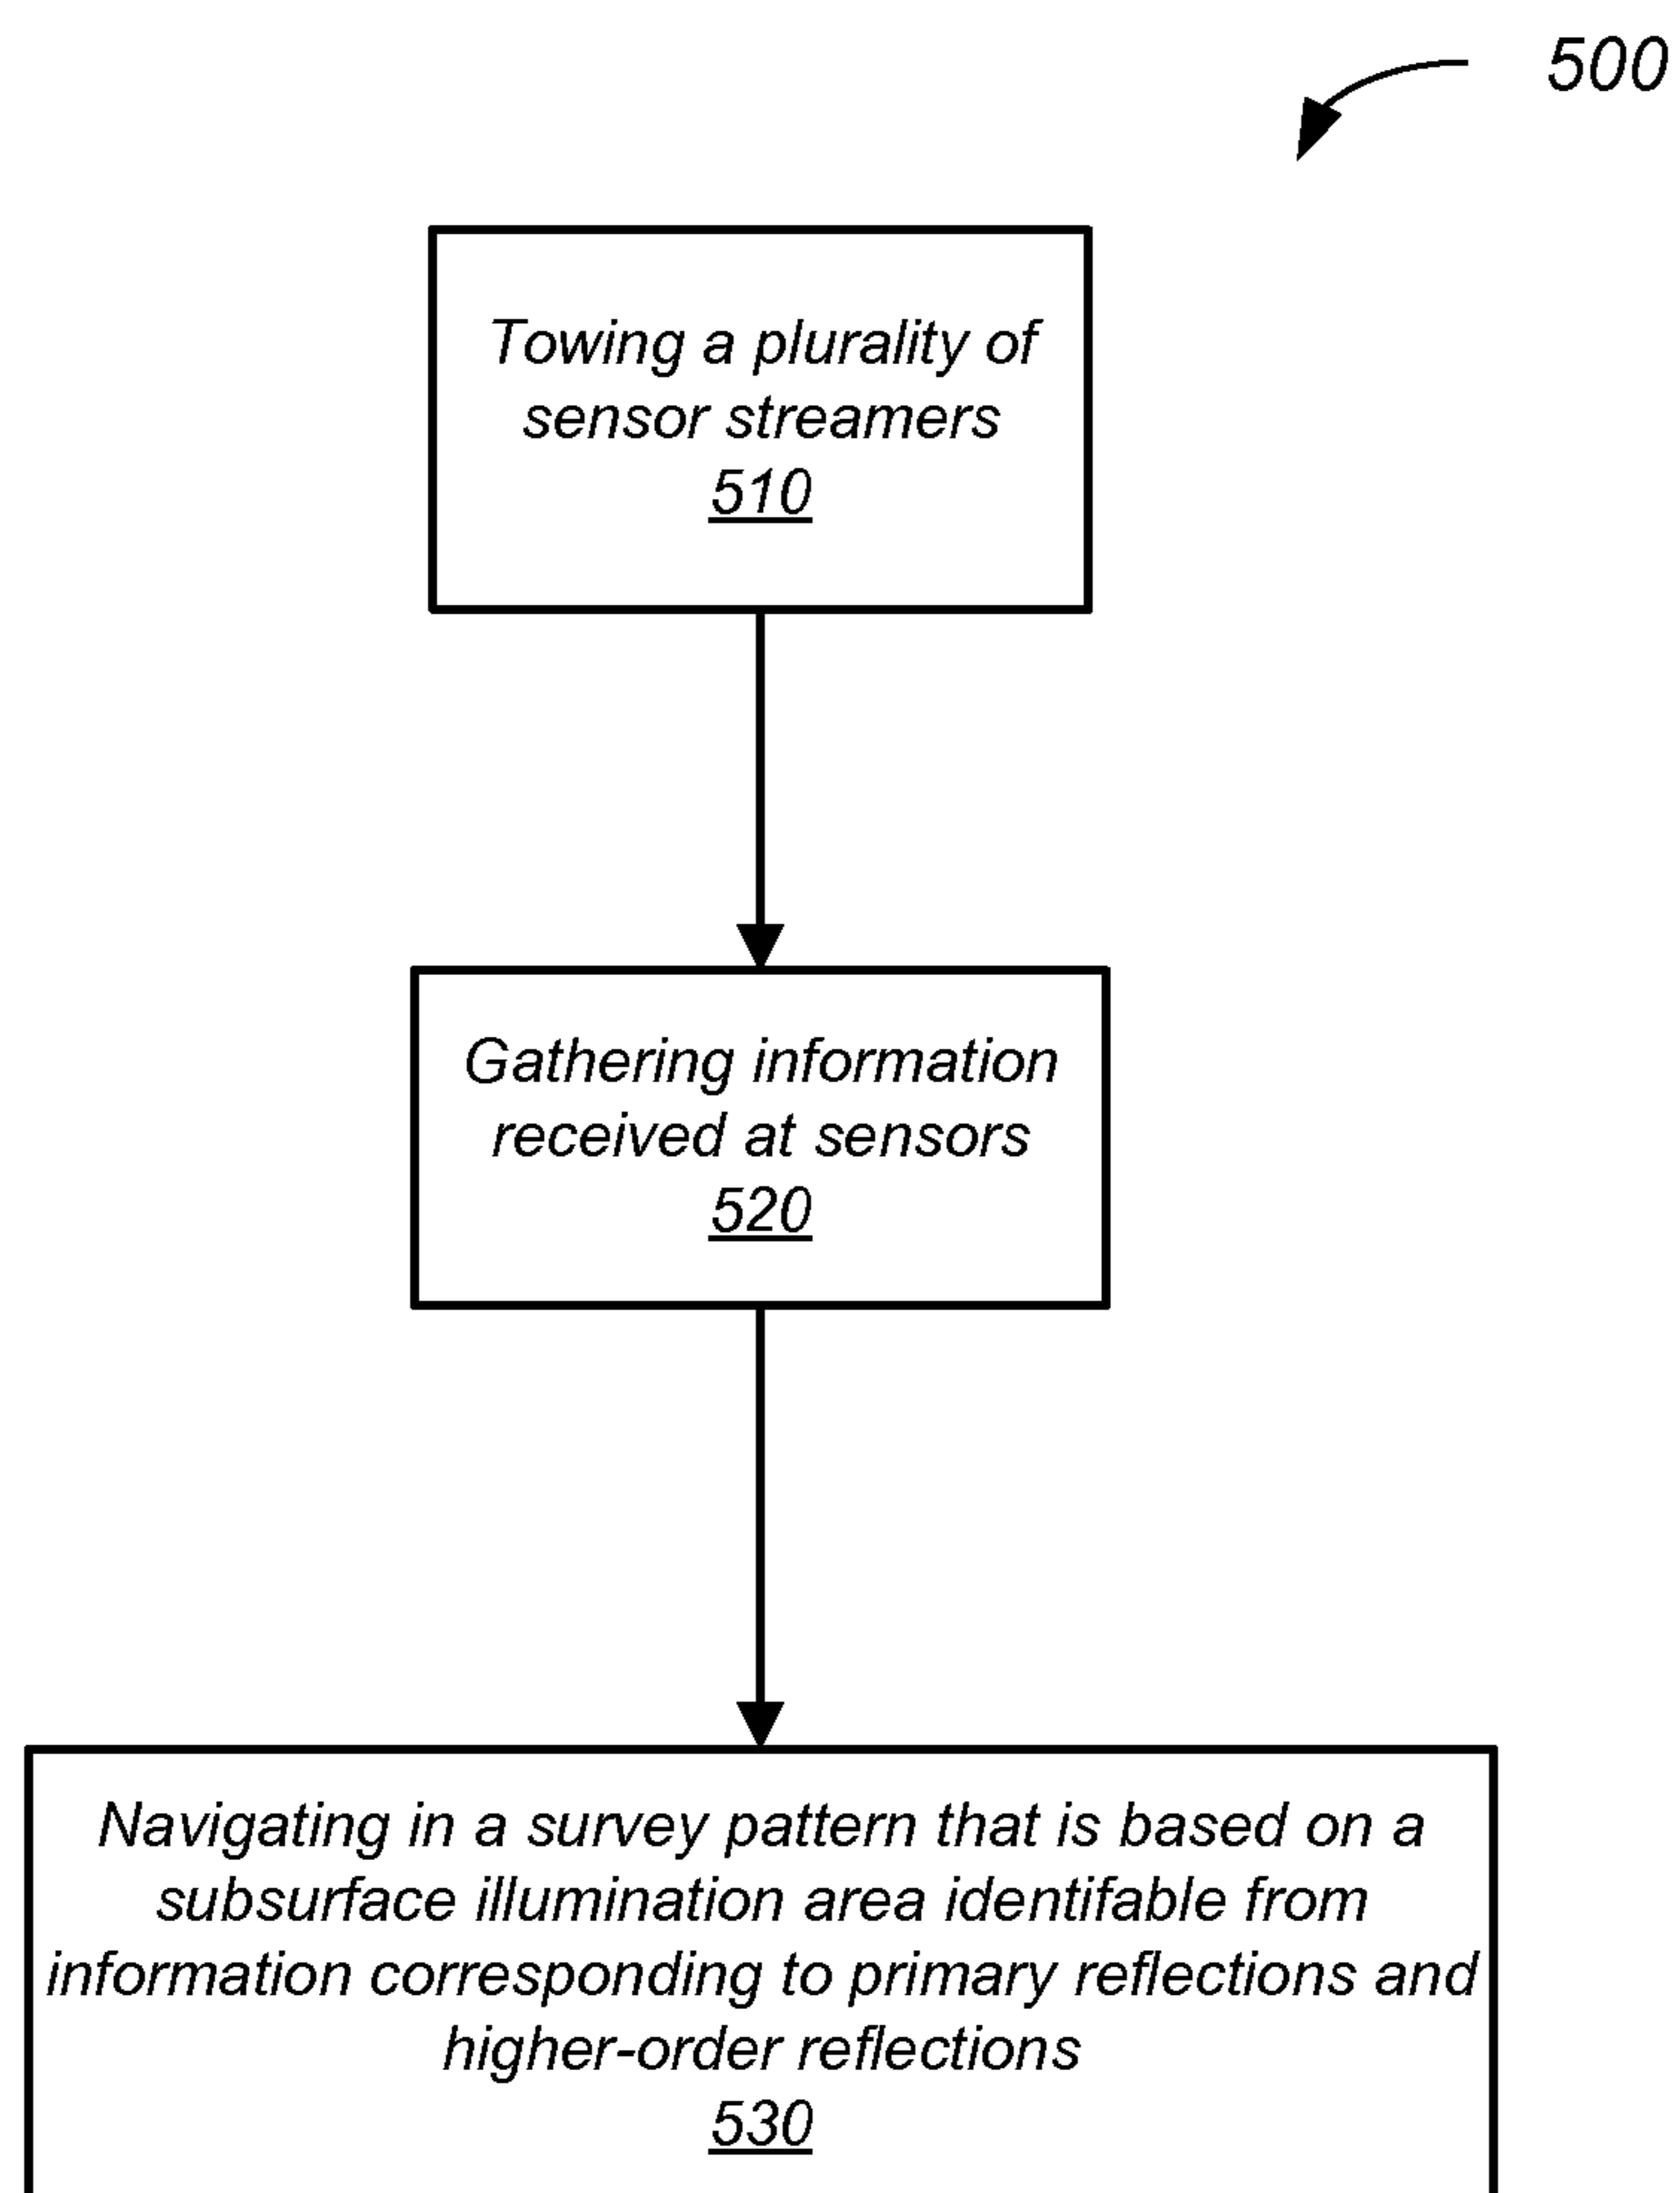 500
Towing a plurality of
sensor streamers
510
Gathering information
received at sensors
520
Navigating in a survey pattern that is based on a
subsurface illumination area identifable from
information corresponding to primary reflections and
higher-order reflections
530